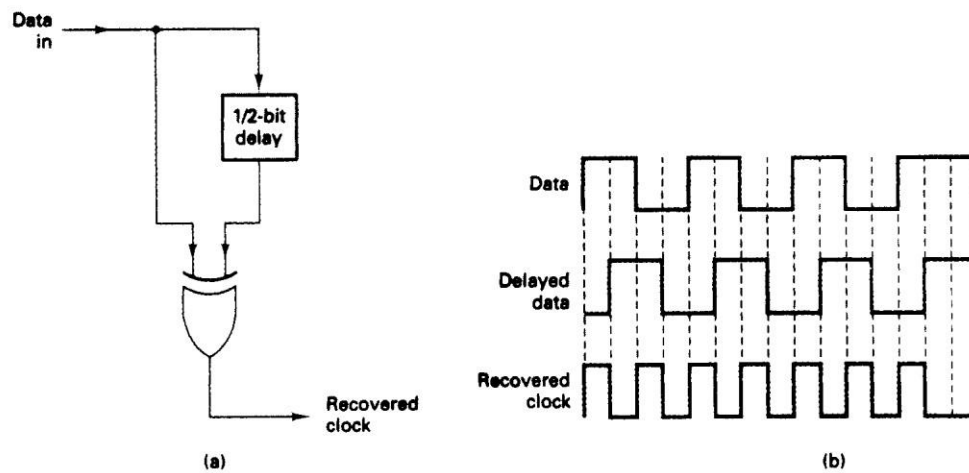 Data
in
1/2-bit
delay
Recovered
clock
(a)
Data
Delayed
data
Recovered
clock
(b)